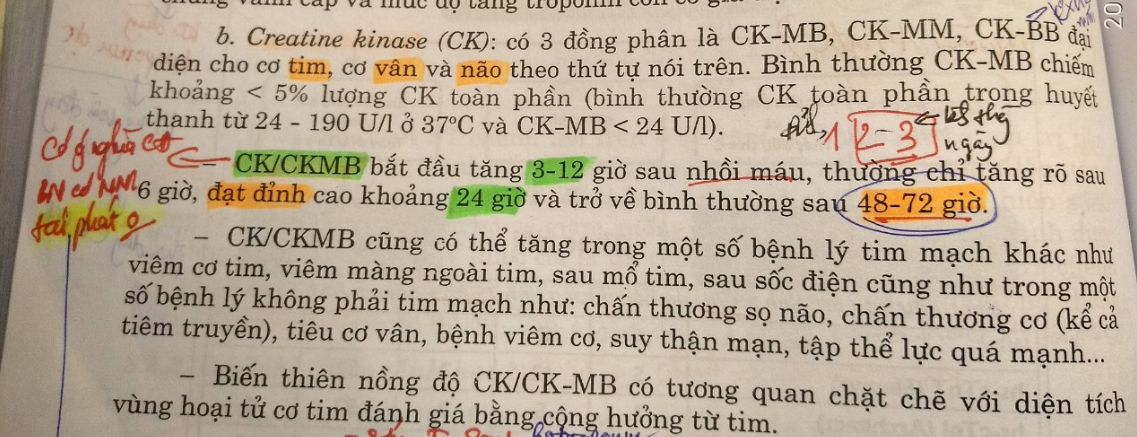 b. Creatine kinase (CK): có 3 đồng phân là CK-MB, CK-MM, CK-BB đại
diện cho cơ tim, cơ vân và não theo thứ tự nói trên. Bình thường CK-MB chiếm
khoảng < 5% lượng CK toàn phần (bình thường CK toàn phần trong huyết
thanh từ 24 - 190 U/l ở 37°C và CK-MB < 24 U/l).
1 2-3
ngày
Có ý nghĩa
– CK/CKMB bắt đầu tăng 3-12 giờ sau nhồi máu, thường chỉ tăng rõ sau
BN có NM
6 giờ, đạt đỉnh cao khoảng 24 giờ và trở về bình thường sau 48-72 giờ.
tái phát
– CK/CKMB cũng có thể tăng trong một số bệnh lý tim mạch khác như
viêm cơ tim, viêm màng ngoài tim, sau mổ tim, sau sốc điện cũng như trong một
số bệnh lý không phải tim mạch như: chấn thương sọ não, chấn thương cơ (kể cả
tiêm truyền), tiêu cơ vân, bệnh viêm cơ, suy thận mạn, tập thể lực quá mạnh...
– Biến thiên nồng độ CK/CK-MB có tương quan chặt chẽ với diện tích
vùng hoại tử cơ tim đánh giá bằng cộng hưởng từ tim.
20